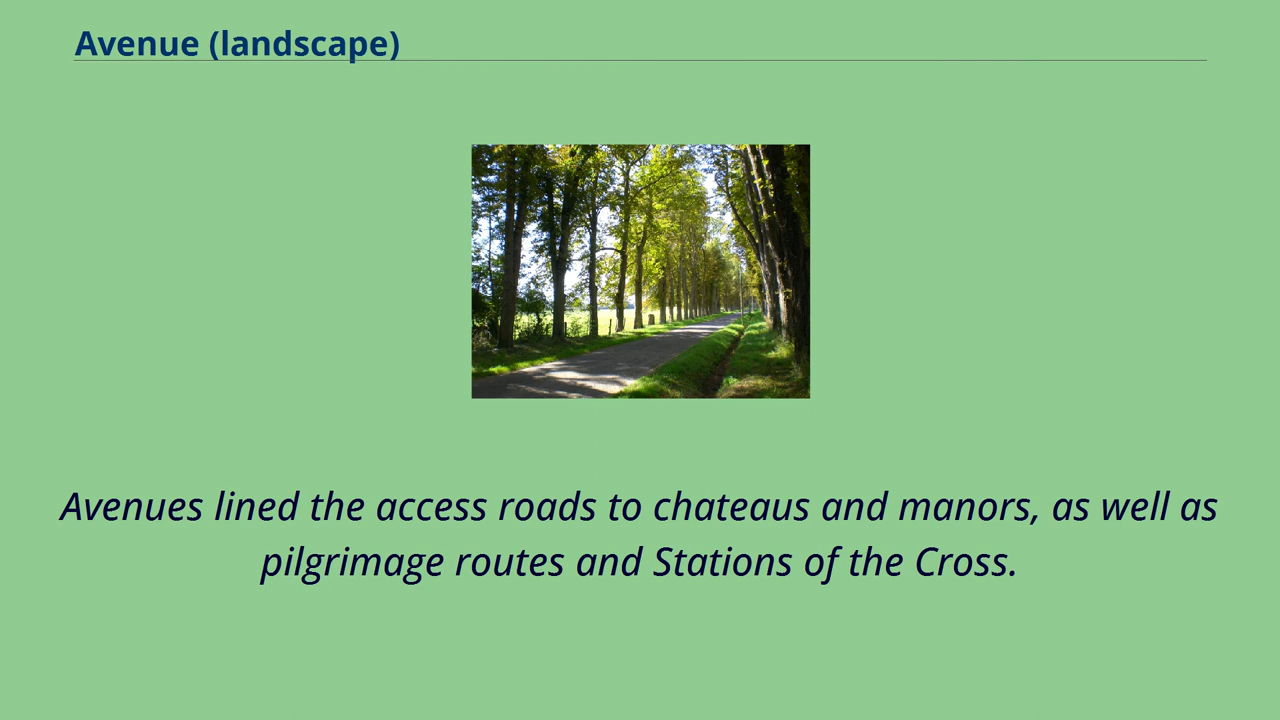 Avenue (landscape)
Avenues lined the access roads to chateaus and manors, as well as
pilgrimage routes and Stations of the Cross.